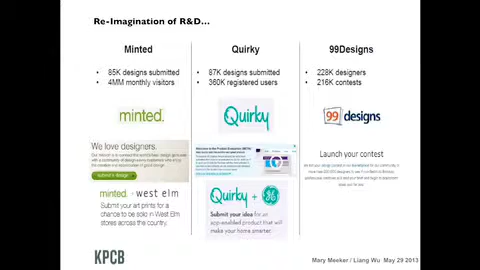 Re-Imagination of R&D...
Minted
• 85K designs submitted
• 4MM monthly visitors
minted.
We love designers.
submit a design
minted. + west elm
Submit your art prints for a
chance to be sold in West Elm
stores across the country.
Quirky
• 87K designs submitted
• 360K registered users
Quirky
Quirky +
Submit your idea for an
app-enabled product that will
make your home smarter.
99Designs
• 228K designers
• 216K contests
99 designs
Launch your contest
KPCB
Mary Meeker / Liang Wu May 29 2013